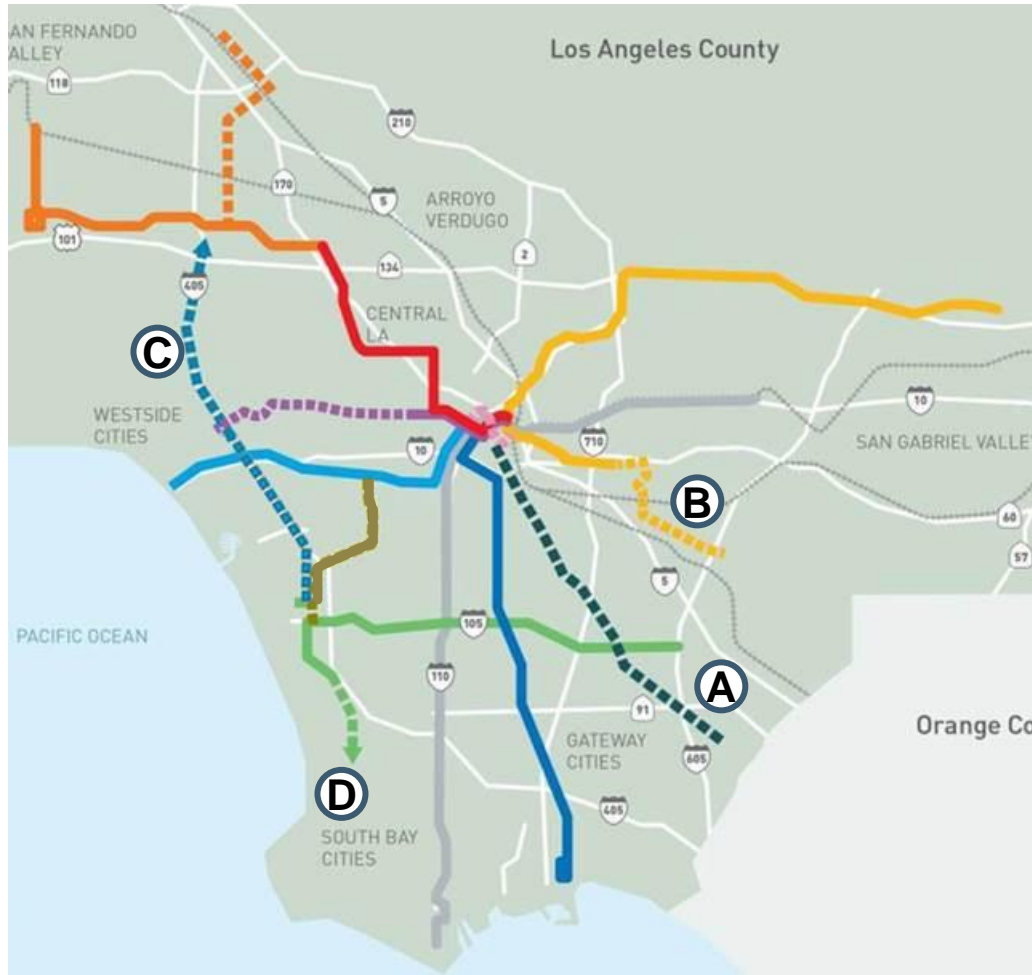 AN FERNANDO
ALLEY
Los Angeles County
118
210
170
5
ARROYO
VERDUGO
101
2
134
405
CENTRAL
LA
C
WESTSIDE
CITIES
10
10
710
SAN GABRIEL VALLE
B
60
57
5
PACIFIC OCEAN
105
110
A
91
Orange Co
GATEWAY
CITIES
605
D
405
SOUTH BAY
CITIES